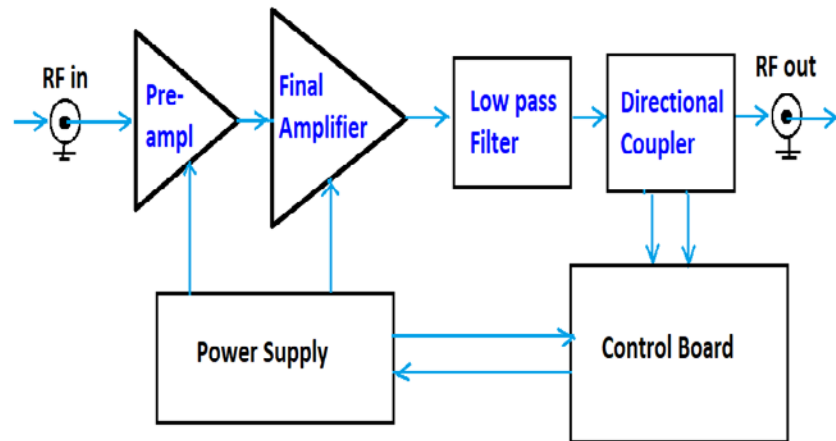 RF in
Pre-
ampl
Final
Amplifier
Low pass
Filter
Directional
Coupler
RF out
Power Supply
Control Board